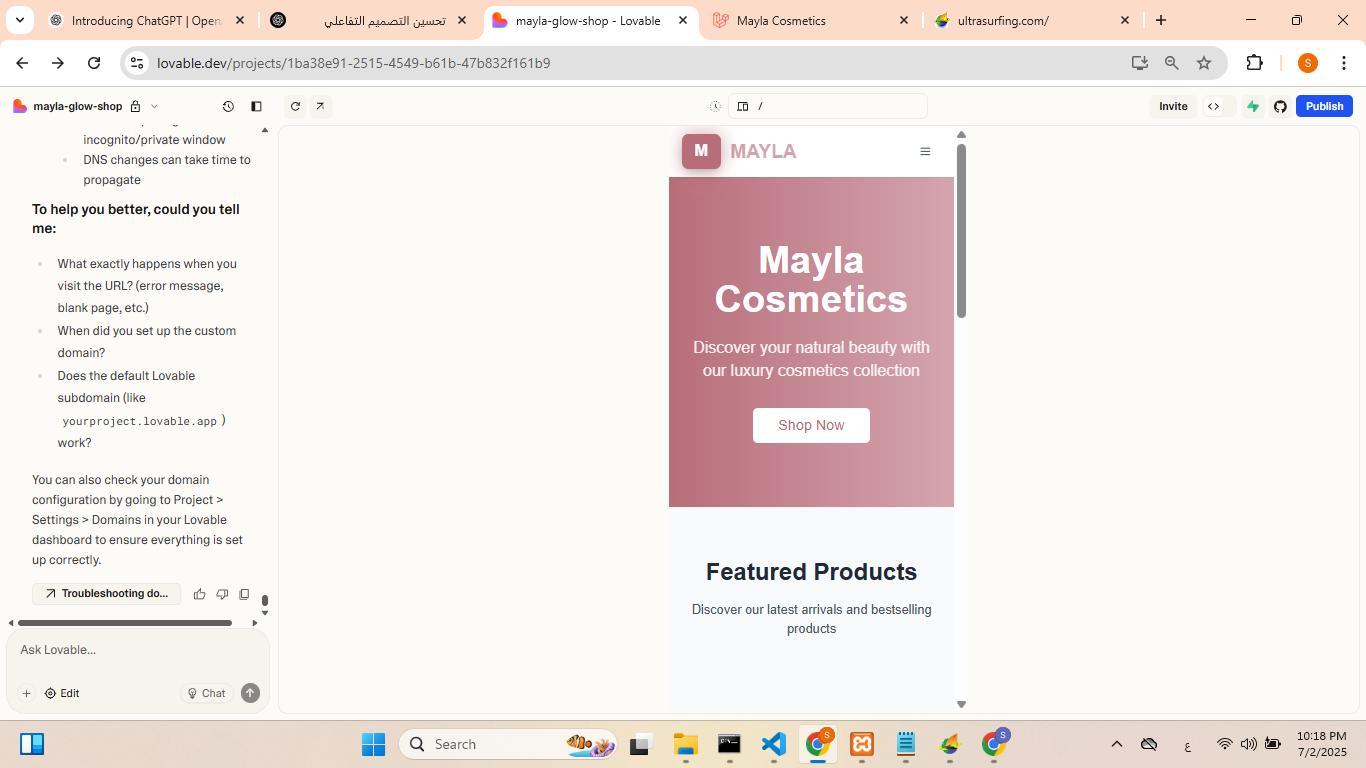 Introducing ChatGPT | Open
تحسين التصميم التفاعلي
mayla-glow-shop - Lovable
Mayla Cosmetics
ultrasurfing.com/
lovable.dev/projects/1ba38e91-2515-4549-b61b-47b832f161b9
S
mayla-glow-shop
/
Invite
Publish
incognito/private window
DNS changes can take time to
propagate
To help you better, could you tell
me:
What exactly happens when you
visit the URL? (error message,
blank page, etc.)
When did you set up the custom
domain?
Does the default Lovable
subdomain (like
yourproject.lovable.app )
work?
You can also check your domain
configuration by going to Project >
Settings > Domains in your Lovable
dashboard to ensure everything is set
up correctly.
Troubleshooting do...
Ask Lovable...
Edit
Chat
M
MAYLA
Mayla
Cosmetics
Discover your natural beauty with
our luxury cosmetics collection
Shop Now
Featured Products
Discover our latest arrivals and bestselling
products
Search
S
S
ع
10:18 PM
7/2/2025